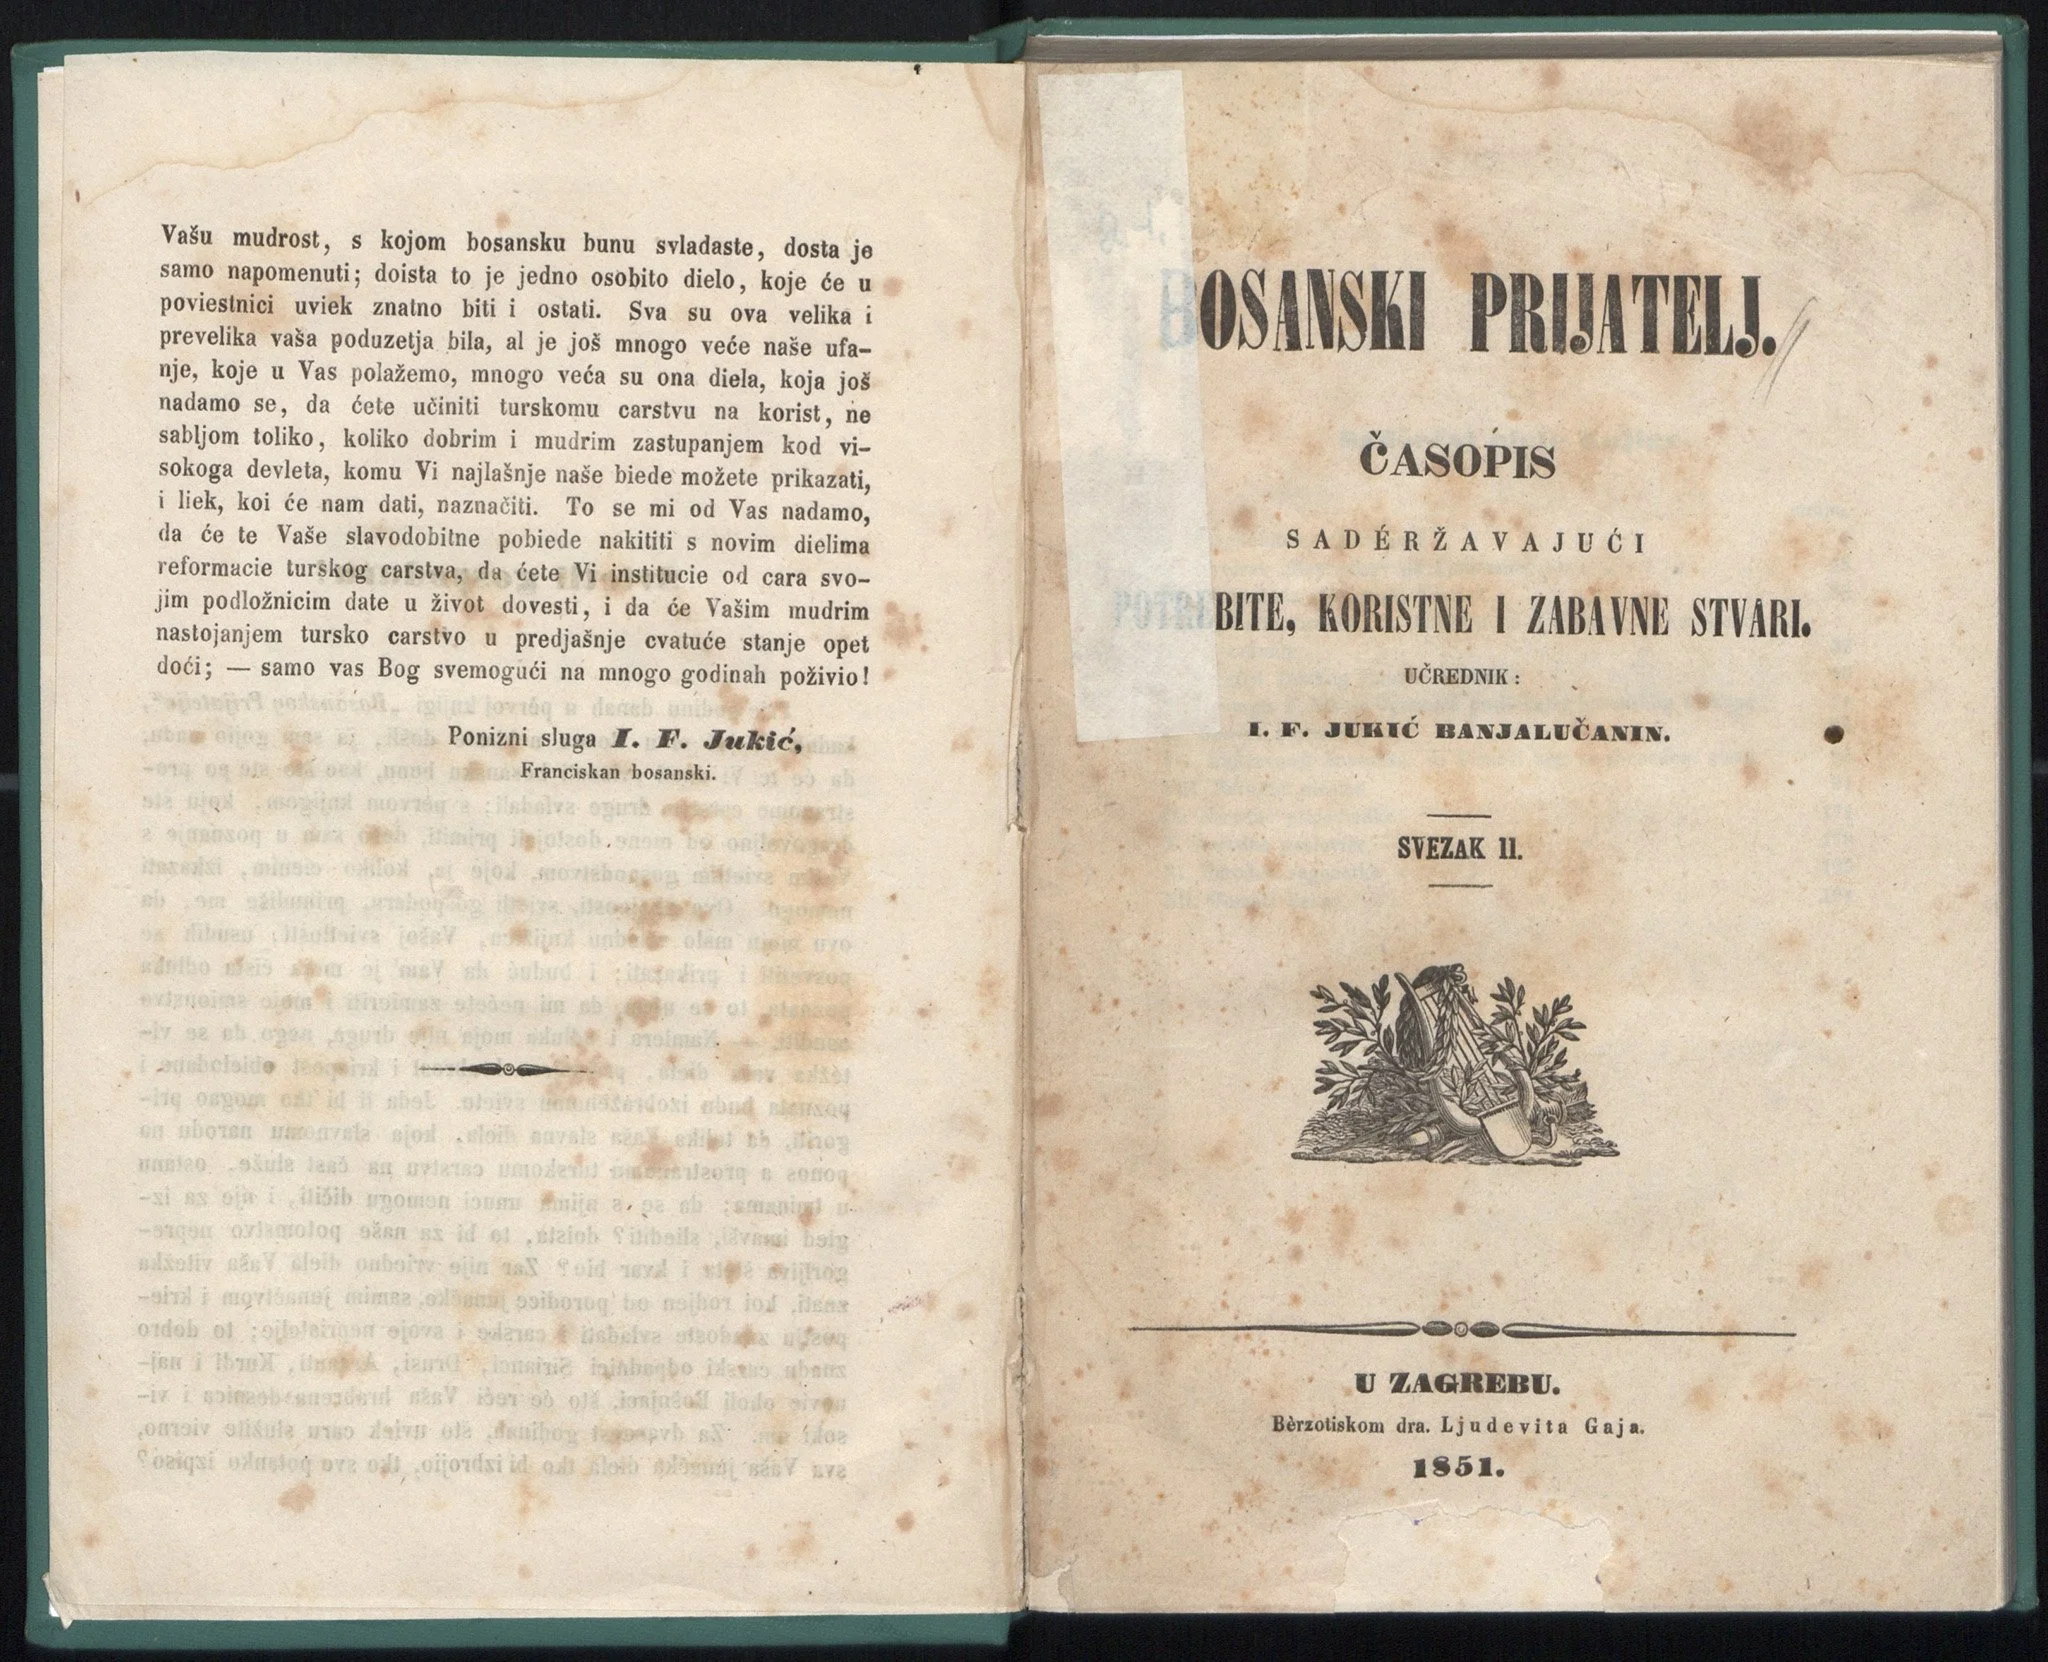 Vašu mudrost, s kojom bosansku bunu svladaste, dosta je
samo napomenuti; doista to je jedno osobito dielo, koje će u
poviestnici uviek znatno biti i ostati. Sva su ova velika i
prevelika vaša poduzetja bila, al je još mnogo veće naše ufa-
nje, koje u Vas polažemo, mnogo veća su ona diela, koja još
nadamo se, da ćete učiniti turskomu carstvu na korist, ne
sabljom toliko, koliko dobrim i mudrim zastupanjem kod vi-
sokoga devleta, komu Vi najlašnje naše biede možete prikazati,
i liek, koi će nam dati, naznačiti. To se mi od Vas nadamo,
da će te Vaše slavodobitne pobiede nakititi s novim dielima
reformacie turskog carstva, da ćete Vi institucie od cara svo-
jim podložnicim date u život dovesti, i da će Vašim mudrim
nastojanjem tursko carstvo u predjašnje cvatuće stanje opet
doći; — samo vas Bog svemogući na mnogo godinah poživio!
Ponizni sluga I. F. Jukić,
Franciskan bosanski.
BOSANSKI PRIJATELJ.
ČASOPIS
SADÉRŽAVAJUĆI
POTREBITE, KORISTNE I ZABAVNE STVARI.
UČREDNIK:
I. F. JUKIĆ BANJALUČANIN.
SVEZAK II.
U ZAGREBU.
Bèrzotiskom dra. Ljudevita Gaja.
1851.